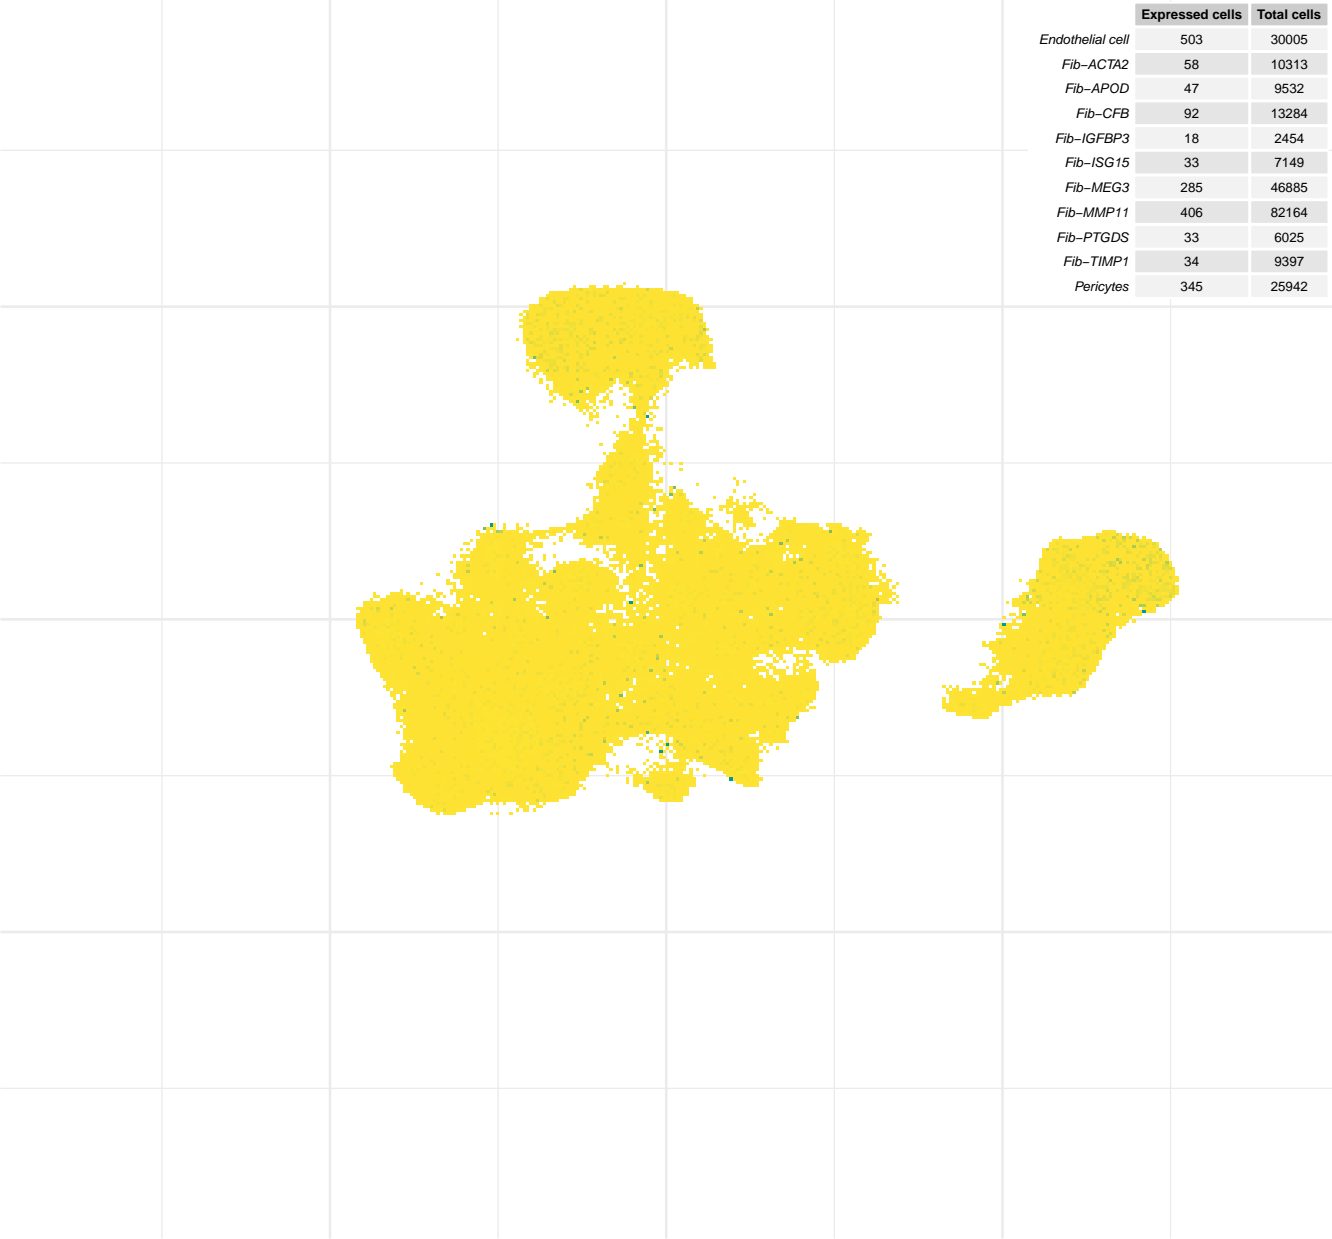 Expressed cells Total cells
Endothelial cell 503 30005
Fib−ACTA2 58 10313
Fib−APOD 47 9532
Fib−CFB 92 13284
Fib−IGFBP3 18 2454
Fib−ISG15 33 7149
Fib−MEG3 285 46885
Fib−MMP11 406 82164
Fib−PTGDS 33 6025
Fib−TIMP1 34 9397
Pericytes 345 25942